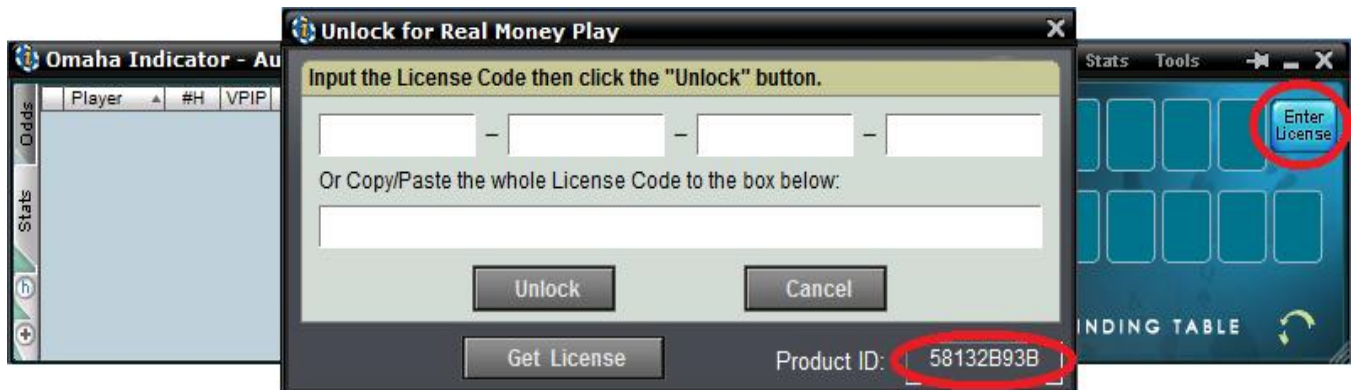 Unlock for Real Money Play X
Omaha Indicator - Au
Stats Tools
Input the License Code then click the "Unlock" button.
Player #H VPIP
Odds
Enter
License
– – –
Or Copy/Paste the whole License Code to the box below:
Stats
h
Unlock Cancel
INDING TABLE
Get License Product ID: 58132B93B